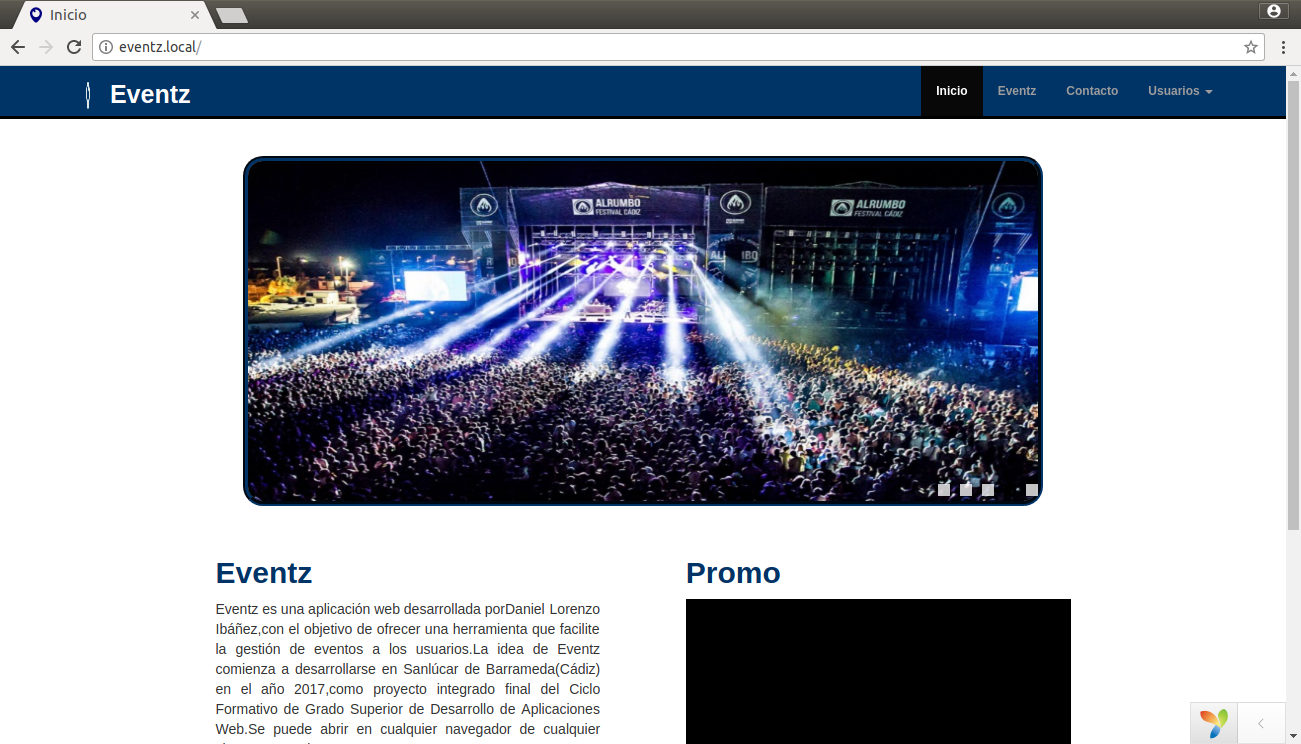 Inicio
eventz.local/
Eventz
Inicio
Eventz
Contacto
Usuarios
ALRUMBO
FESTIVAL CÁDIZ
ALRUMBO
FESTIVAL CÁDIZ
Eventz
Eventz es una aplicación web desarrollada porDaniel Lorenzo
Ibáñez,con el objetivo de ofrecer una herramienta que facilite
la gestión de eventos a los usuarios.La idea de Eventz
comienza a desarrollarse en Sanlúcar de Barrameda(Cádiz)
en el año 2017,como proyecto integrado final del Ciclo
Formativo de Grado Superior de Desarrollo de Aplicaciones
Web.Se puede abrir en cualquier navegador de cualquier
Promo